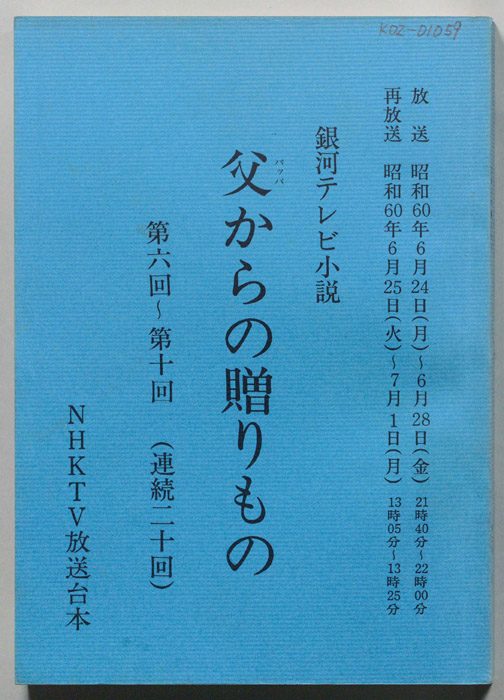 K02-01059
放送 昭和60年6月24日(月)~6月28日(金) 21時40分~22時00分
再放送 昭和60年6月25日(火)~7月1日(月) 13時05分~13時25分
銀河テレビ小説
父からの贈りもの
パッパ
第六回~第十回 (連続二十回)
NHKTV放送台本